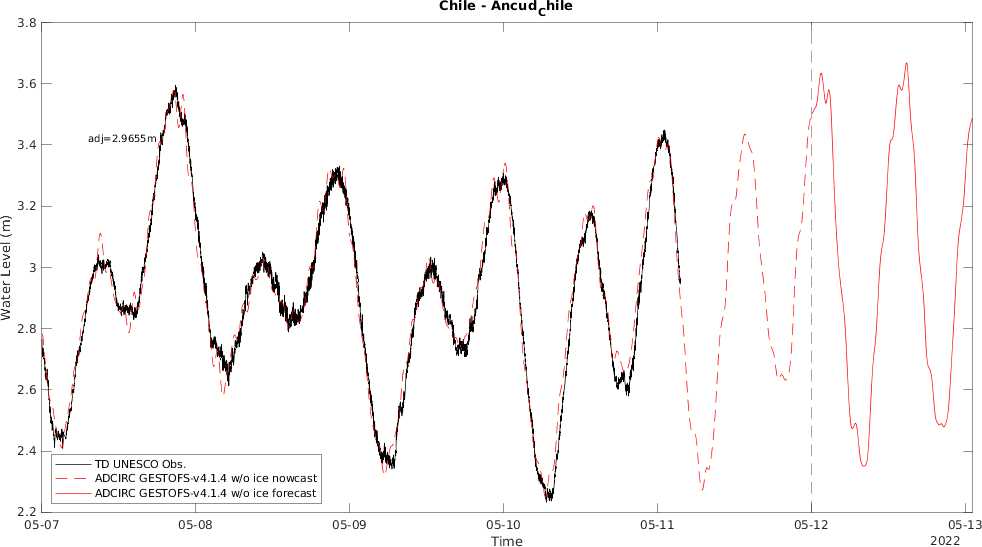 Chile - Ancud_Chile
3.8
3.6
3.4
3.2
3
2.8
2.6
2.4
2.2
Water Level (m)
adj=2.9655m
TD UNESCO Obs.
ADCIRC GESTOFS-v4.1.4 w/o ice nowcast
ADCIRC GESTOFS-v4.1.4 w/o ice forecast
05-07 05-08 05-09 05-10 05-11 05-12 05-13
Time
2022